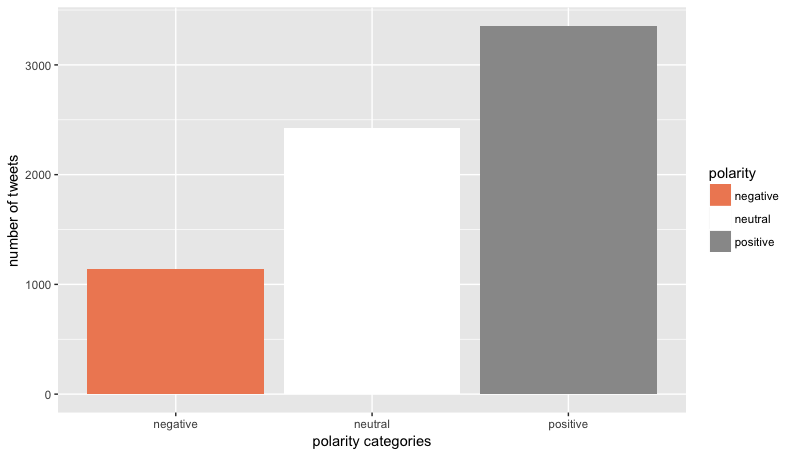 3000
2000
1000
0
number of tweets
negative
neutral
positive
polarity categories
polarity
negative
neutral
positive